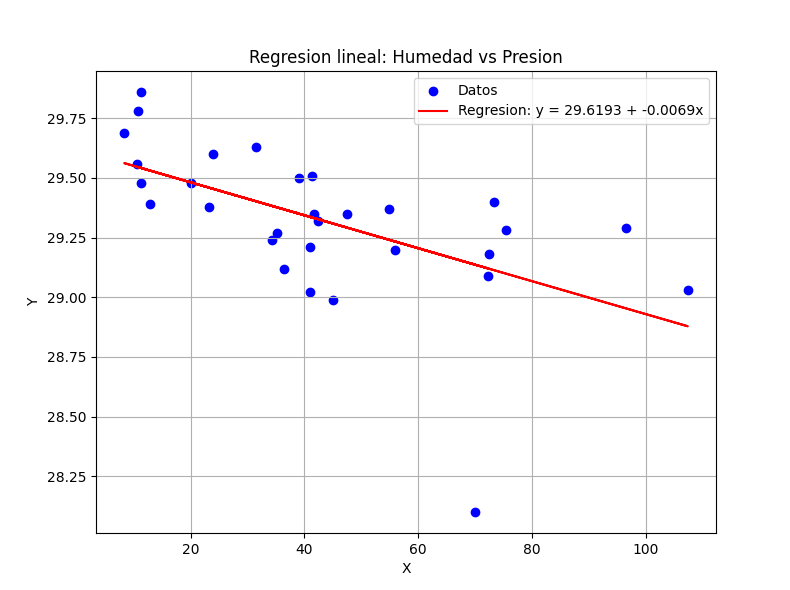 Regresion lineal: Humedad vs Presion
Datos
Regresion: y = 29.6193 + -0.0069x
29.75
29.50
29.25
29.00
28.75
28.50
28.25
Y
20 40 60 80 100
X